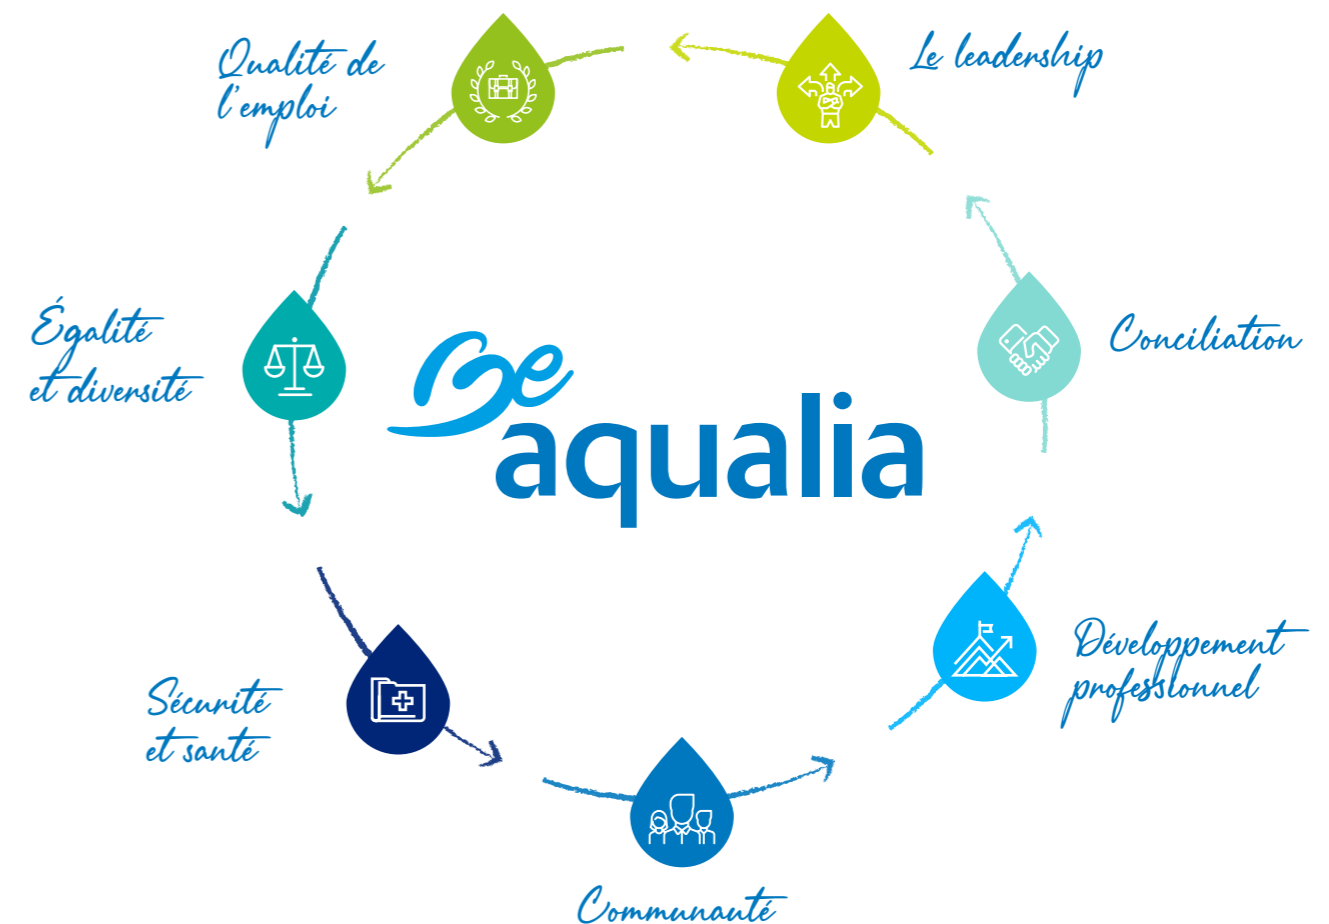 Qualité de
l'emploi
Le leadership
Égalité
et diversité
Conciliation
Be
aqualia
Développement
professionnel
Sécurité
et santé
Communauté